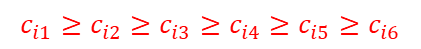 c_{i1} ≥ c_{i2} ≥ c_{i3} ≥ c_{i4} ≥ c_{i5} ≥ c_{i6}